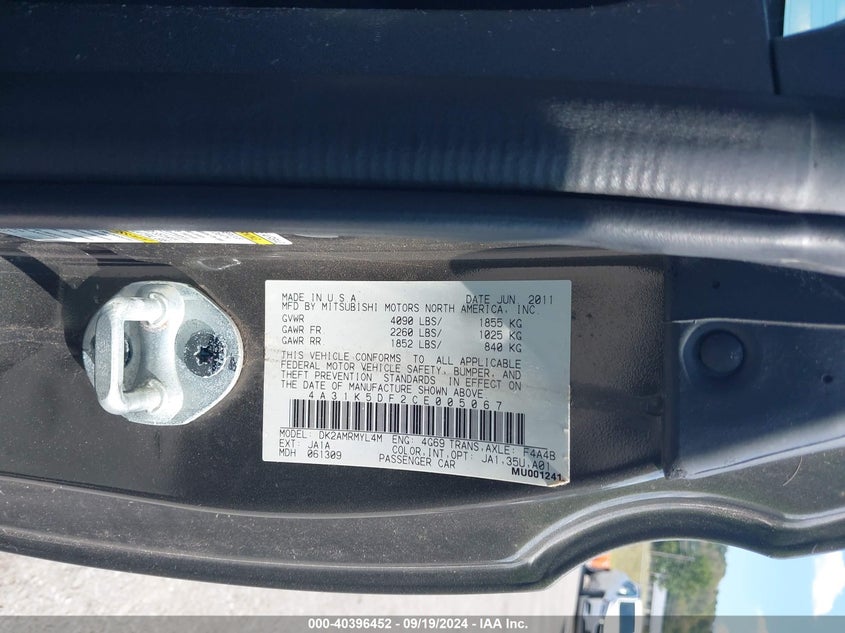 MADE IN U.S.A. DATE JUN. 2011
MFD BY MITSUBISHI MOTORS NORTH AMERICA, INC.
GVWR 4090 LBS/ 1855 KG
GAWR FR 2260 LBS/ 1025 KG
GAWR RR 1852 LBS/ 840 KG
THIS VEHICLE CONFORMS TO ALL APPLICABLE
FEDERAL MOTOR VEHICLE SAFETY, BUMPER, AND
THEFT PREVENTION STANDARDS IN EFFECT ON
THE DATE OF MANUFACTURE SHOWN ABOVE
4A31K5DF2CE005067
MODEL: DK2AMRMYL4M ENG: 4G69 TRANS.AXLE: F4A4B
EXT: JA1A COLOR.INT.OPT: JA1.35U.A01
MDH 061309 PASSENGER CAR
MU001241
000-40396452 - 09/19/2024 - IAA Inc.